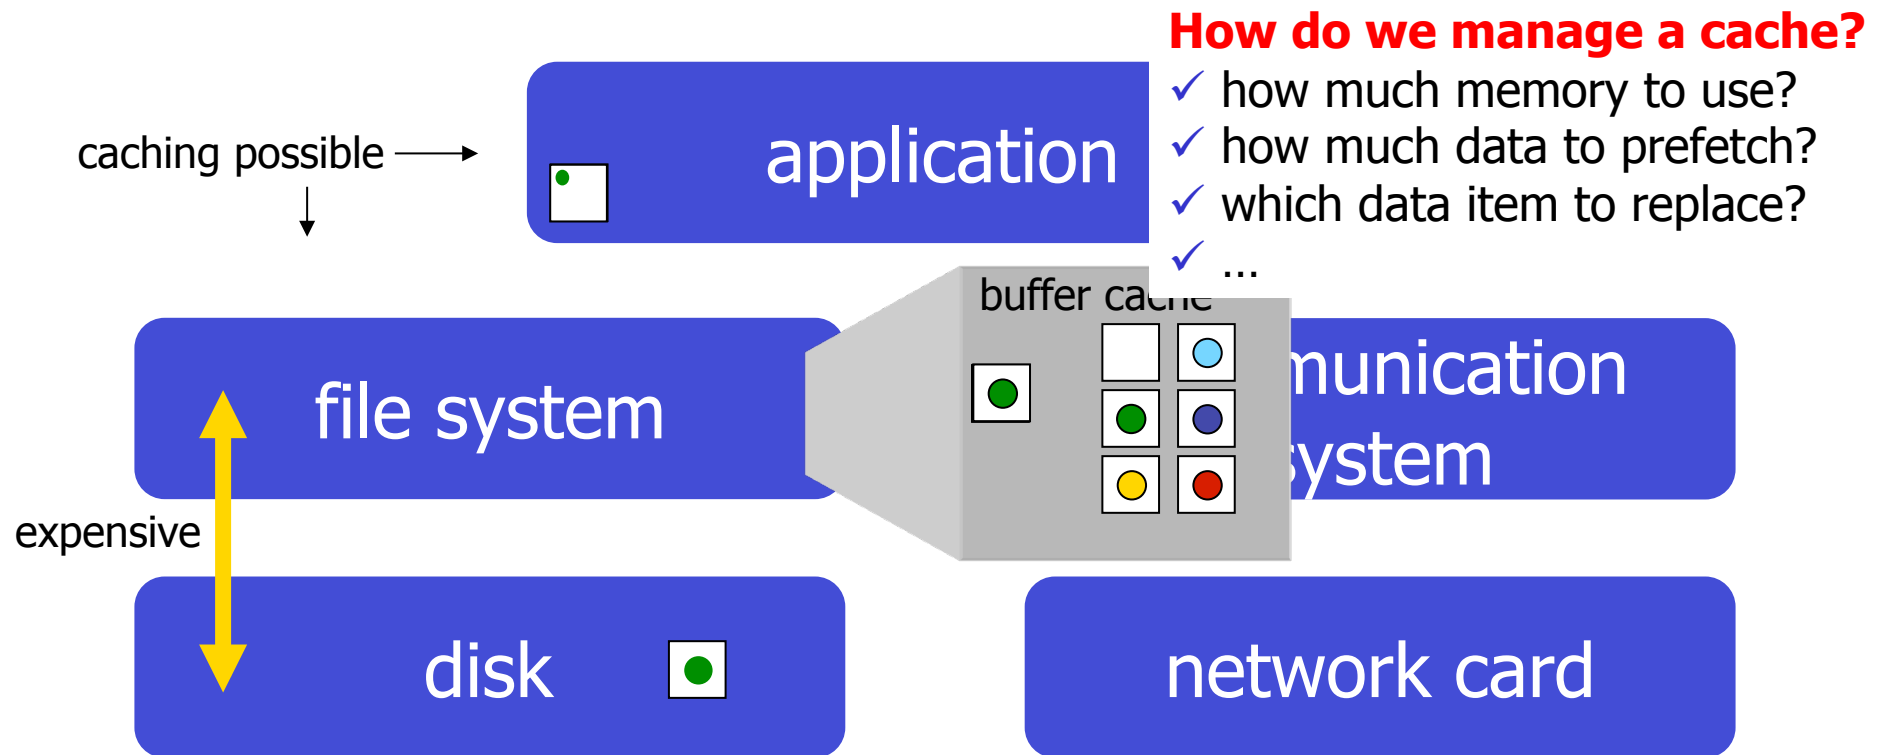 How do we manage a cache?
✓ how much memory to use?
✓ how much data to prefetch?
✓ which data item to replace?
✓ ...
caching possible
application
buffer cache
file system
munication
system
expensive
disk
network card